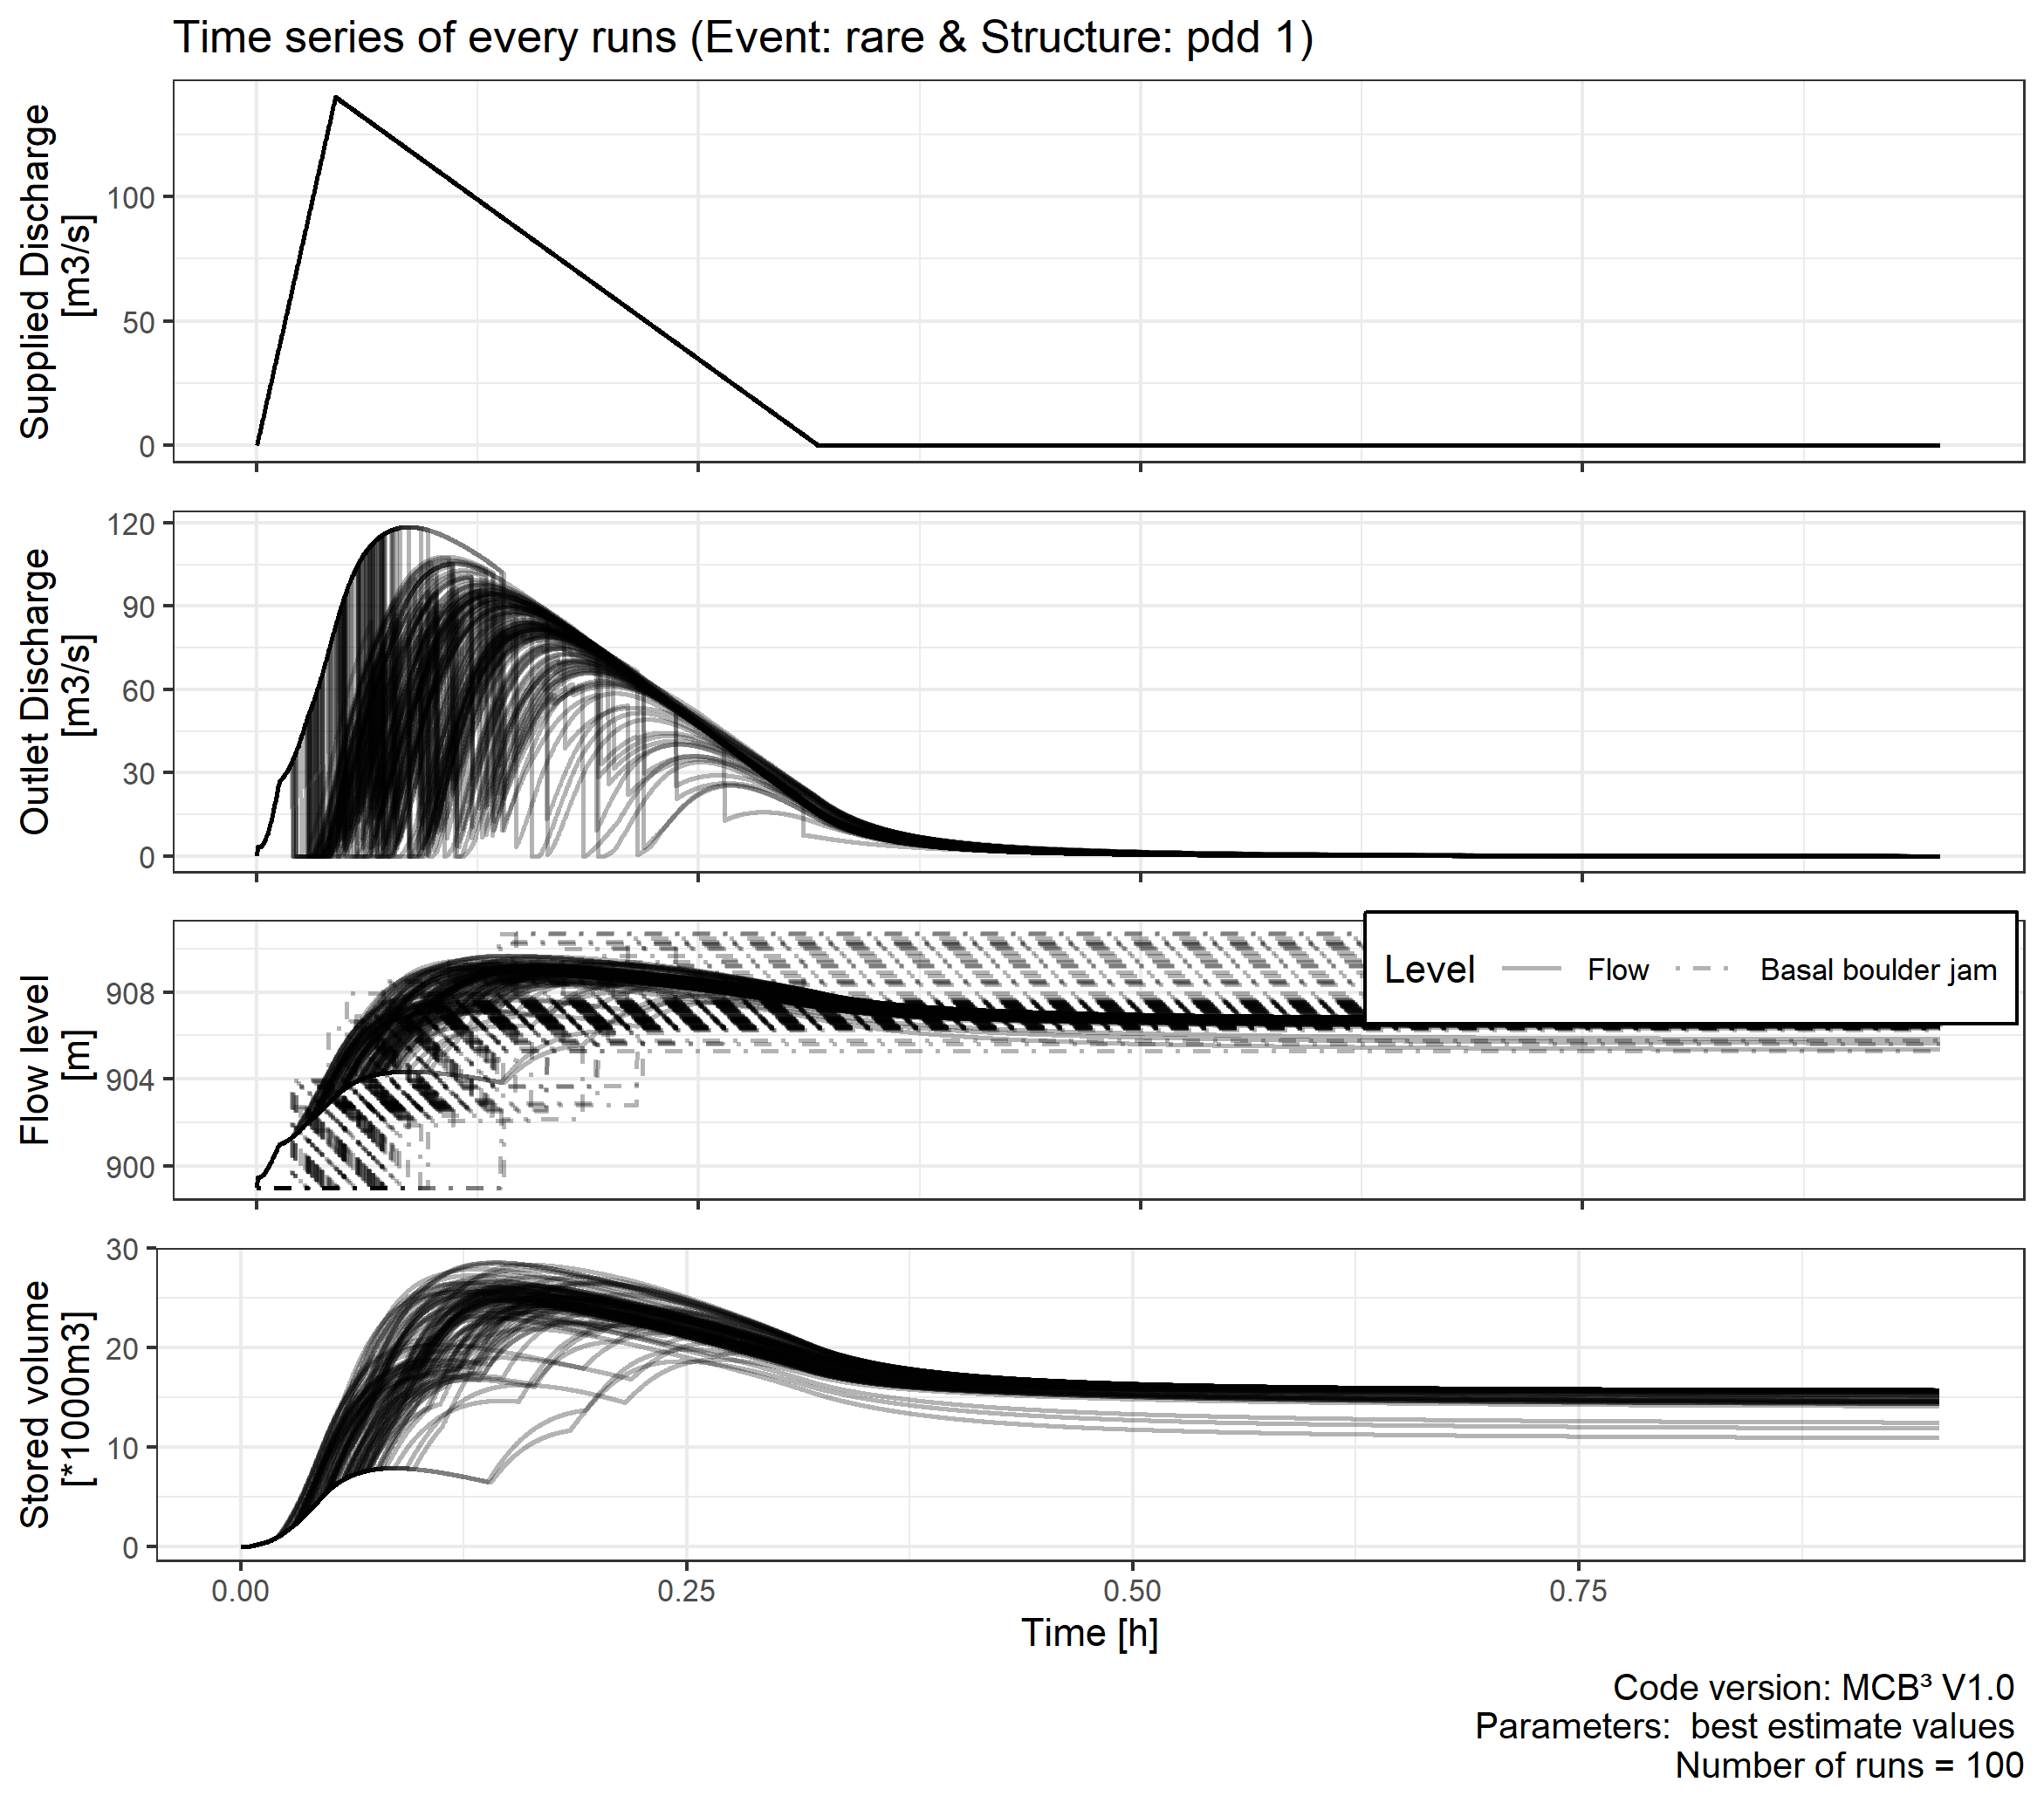 Time series of every runs (Event: rare & Structure: pdd 1)
Supplied Discharge
[m3/s]
100
50
0
Outlet Discharge
[m3/s]
120
90
60
30
0
Flow level
[m]
908
904
900
Level
Flow
Basal boulder jam
Stored volume
[*1000m3]
30
20
10
0
0.00
0.25
0.50
0.75
Time [h]
Code version: MCB³ V1.0
Parameters:  best estimate values
Number of runs = 100